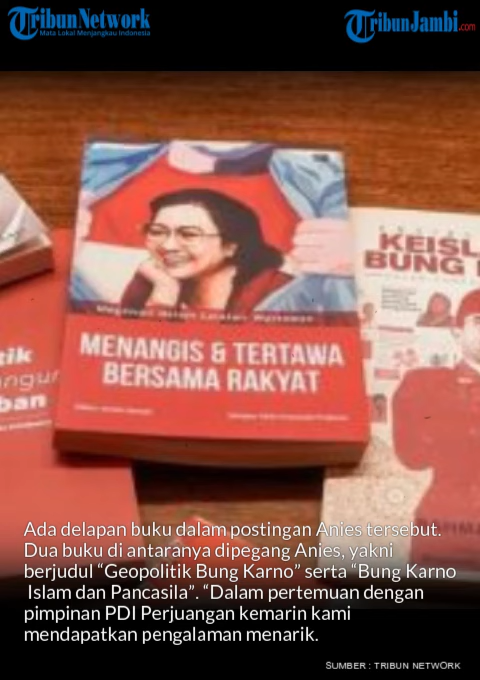 TribunNetwork
Mata Lokal Menjangkau Indonesia
TribunJambi.com
KEISL
BUNG
MENANGIS & TERTAWA
BERSAMA RAKYAT
tik
ngun
ban
Ada delapan buku dalam postingan Anies tersebut.
Dua buku di antaranya dipegang Anies, yakni
berjudul “Geopolitik Bung Karno” serta “Bung Karno
Islam dan Pancasila”. “Dalam pertemuan dengan
pimpinan PDI Perjuangan kemarin kami
mendapatkan pengalaman menarik.
SUMBER : TRIBUN NETWORK